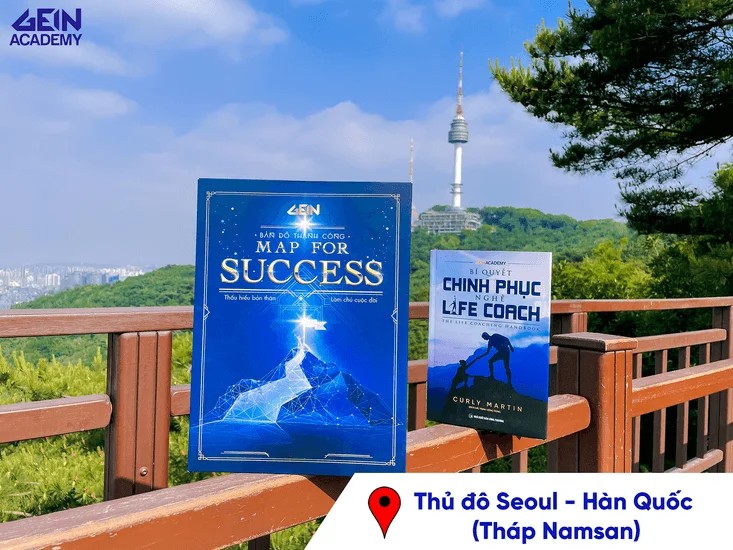 GEIN
ACADEMY
GEIN
• BẢN ĐỒ THÀNH CÔNG •
MAP FOR
SUCCESS
Thấu hiểu bản thân
Làm chủ cuộc đời
GEIN ACADEMY
BÍ QUYẾT
CHINH PHỤC
NGHỀ
LIFE COACH
THE LIFE COACHING HANDBOOK
CURLY MARTIN
Thủ đô Seoul - Hàn Quốc
(Tháp Namsan)